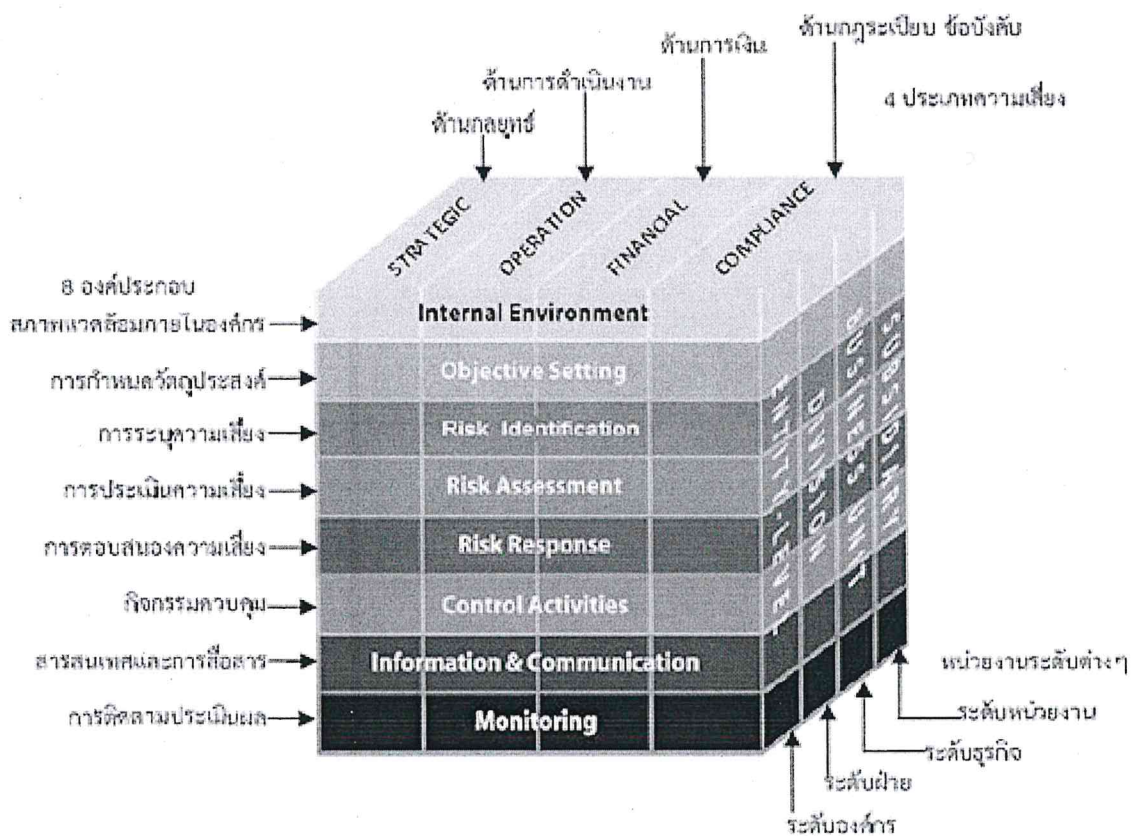 ด้านกฎระเบียบ ข้อบังคับ
ด้านการเงิน
ด้านการดำเนินงาน
4 ประเภทความเสี่ยง
ด้านกลยุทธ์
STRATEGIC
OPERATION
FINANCIAL
COMPLIANCE
8 องค์ประกอบ
สภาพแวดล้อมภายในองค์กร
Internal Environment
การกำหนดวัตถุประสงค์
Objective Setting
การระบุความเสี่ยง
Risk Identification
การประเมินความเสี่ยง
Risk Assessment
การตอบสนองความเสี่ยง
Risk Response
กิจกรรมควบคุม
Control Activities
สารสนเทศและการสื่อสาร
Information & Communication
การติดตามประเมินผล
Monitoring
ENTITY-LEVEL
DIVISION
BUSINESS UNIT
SUBSIDIARY
หน่วยงานระดับต่างๆ
ระดับหน่วยงาน
ระดับธุรกิจ
ระดับฝ่าย
ระดับองค์กร